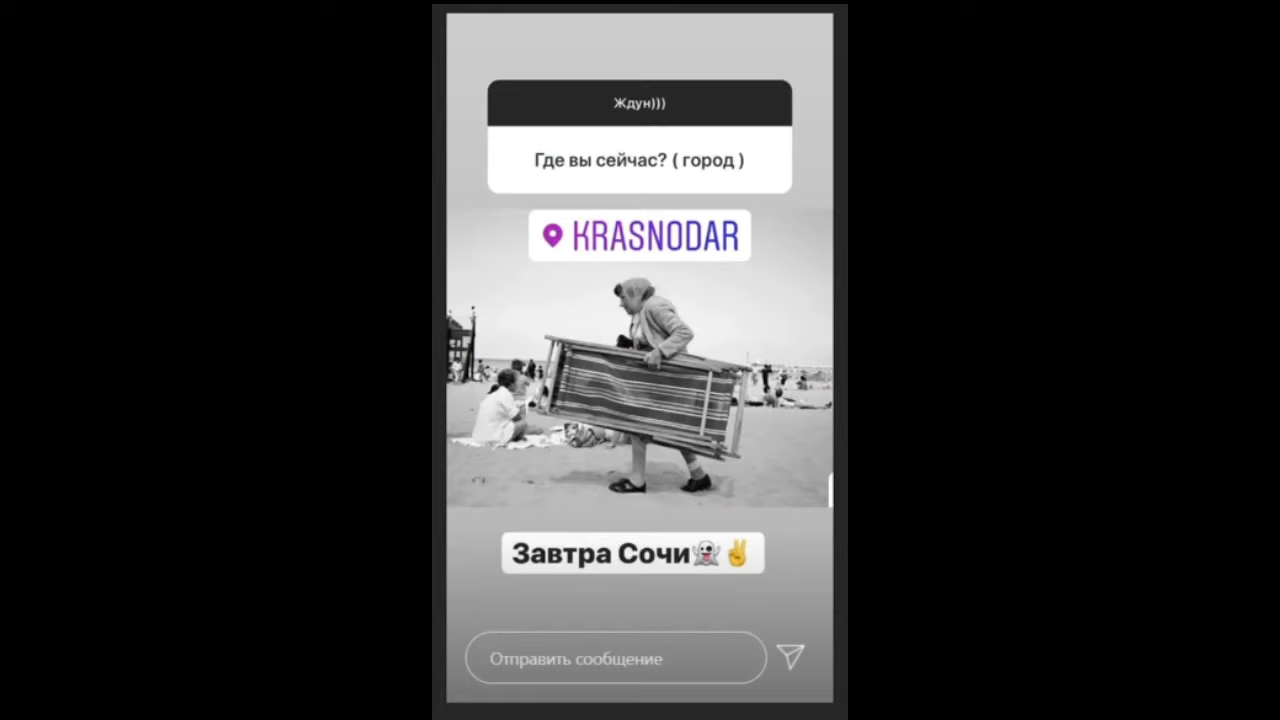 Ждун)))
Где вы сейчас? ( город )
KRASNODAR
Завтра Сочи👻✌️
Отправить сообщение